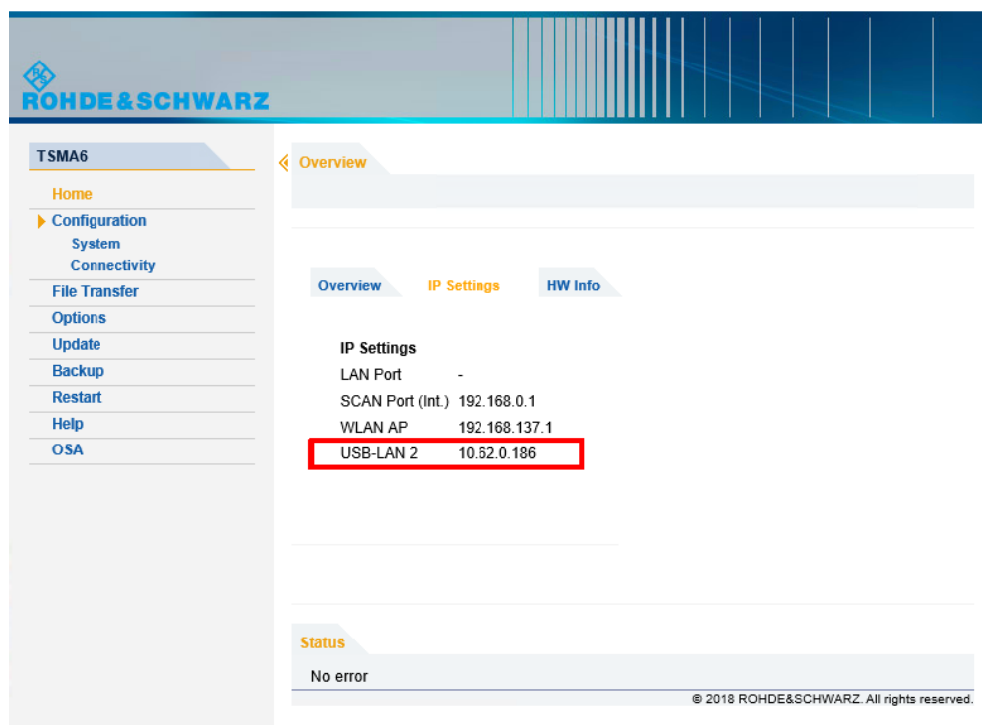 R&S
ROHDE&SCHWARZ
TSMA6
Home
Configuration
System
Connectivity
File Transfer
Options
Update
Backup
Restart
Help
OSA
Overview
Overview IP Settings HW Info
IP Settings
LAN Port -
SCAN Port (Int.) 192.168.0.1
WLAN AP 192.168.137.1
USB-LAN 2 10.62.0.186
Status
No error
© 2018 ROHDE&SCHWARZ. All rights reserved.